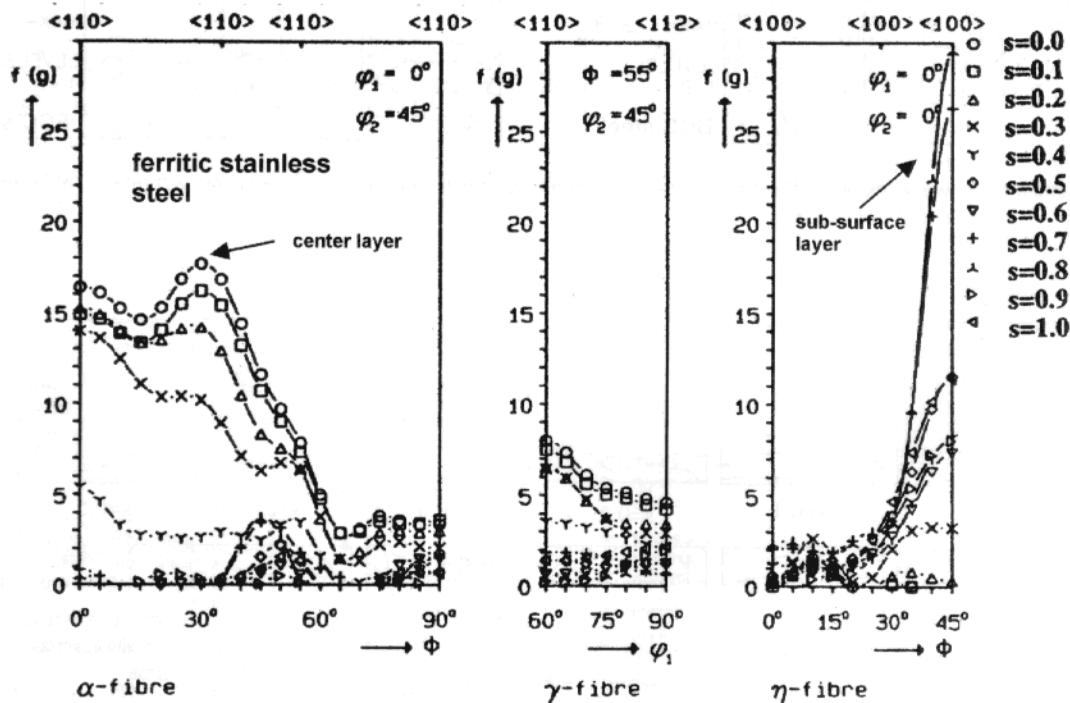 <110> <110> <110> <110>
f (g)
φ₁ = 0°
φ₂ = 45°
ferritic stainless
steel
center layer
25
20
15
10
5
0
0° 30° 60° 90°
Φ
α-fibre
<110> <112>
f (g)
Φ = 55°
φ₂ = 45°
25
20
15
10
5
0
60° 75° 90°
φ₁
γ-fibre
<100> <100> <100>
f (g)
φ₁ = 0°
φ₂ = 0°
sub-surface
layer
25
20
15
10
5
0
0° 15° 30° 45°
Φ
η-fibre
s=0.0
s=0.1
s=0.2
s=0.3
s=0.4
s=0.5
s=0.6
s=0.7
s=0.8
s=0.9
s=1.0